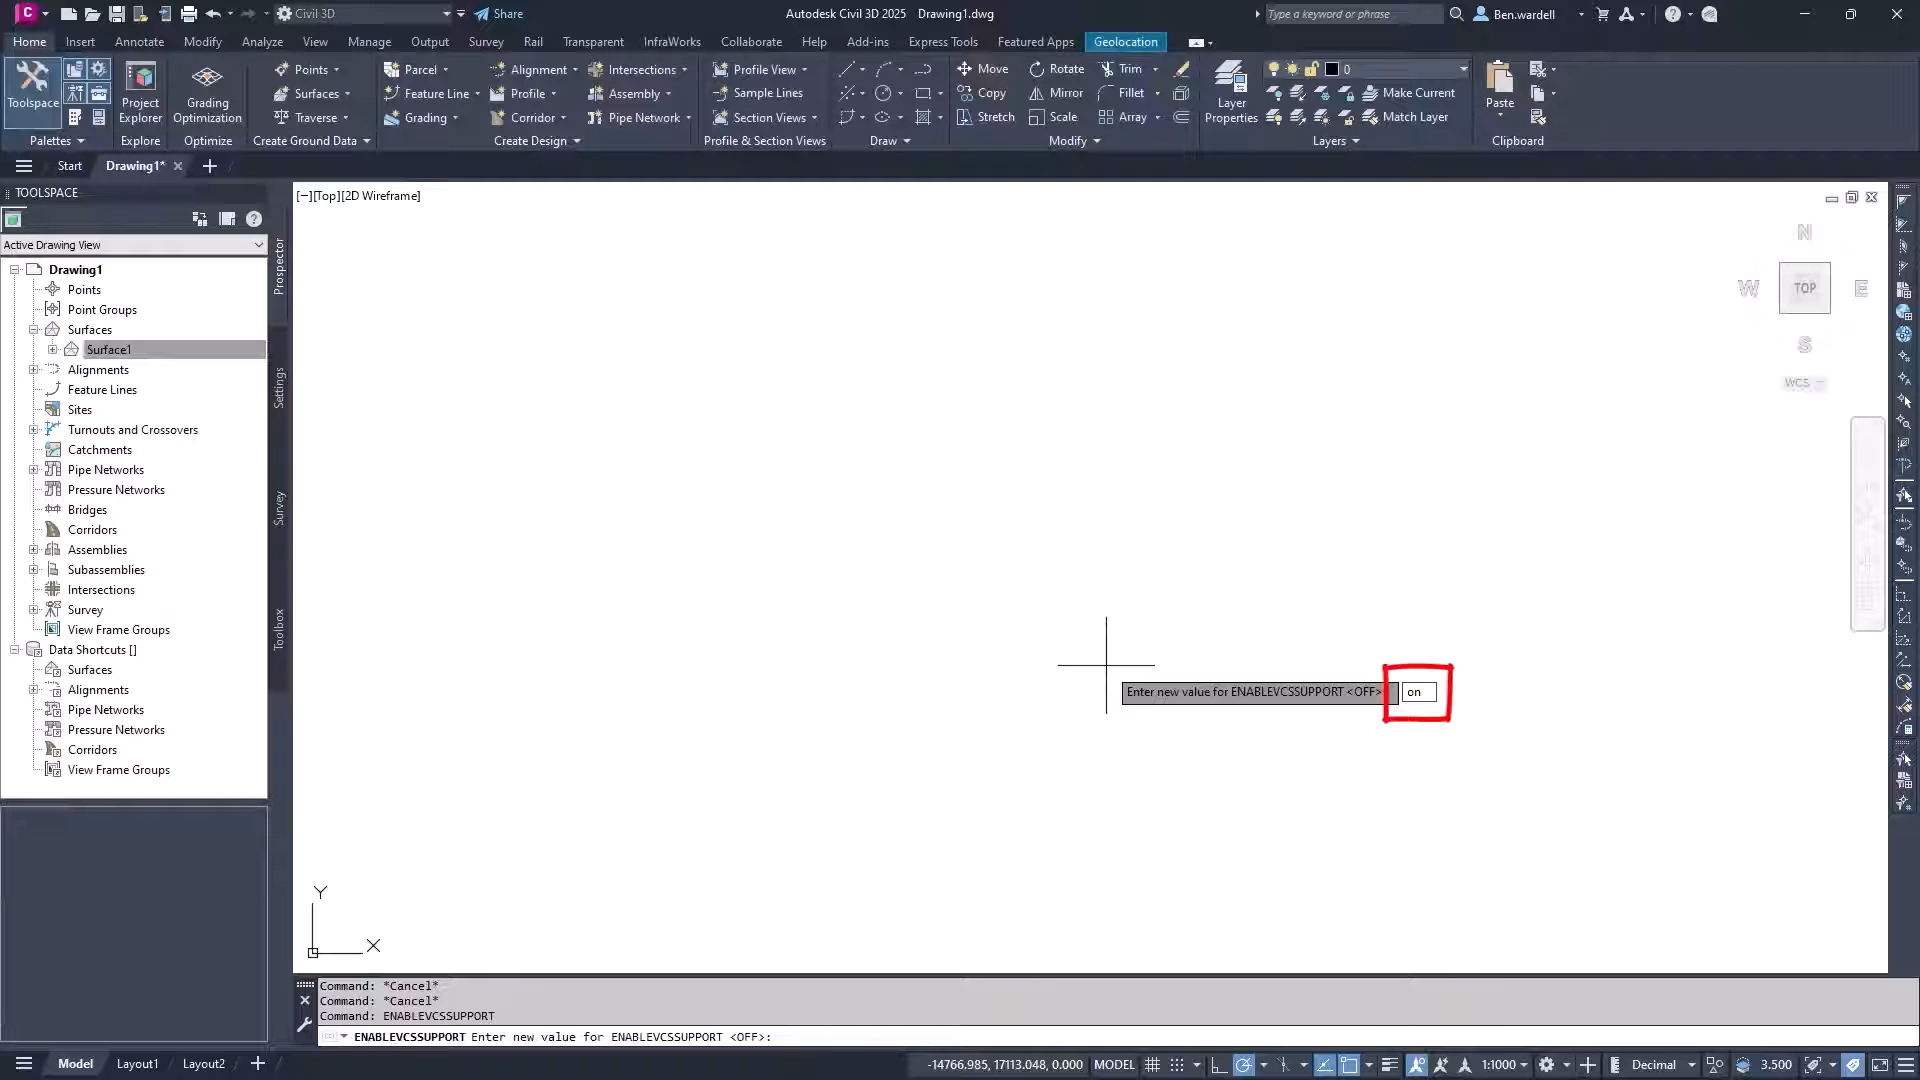 C
Civil 3D
Share
Autodesk Civil 3D 2025 Drawing1.dwg
Type a keyword or phrase
Ben.wardell
Home Insert Annotate Modify Analyze View Manage Output Survey Rail Transparent InfraWorks Collaborate Help Add-ins Express Tools Featured Apps Geolocation
Toolspace
Project Explorer
Grading Optimization
Points
Surfaces
Traverse
Parcel
Feature Line
Grading
Alignment
Profile
Corridor
Intersections
Assembly
Pipe Network
Profile View
Sample Lines
Section Views
Move
Copy
Stretch
Rotate
Mirror
Scale
Trim
Fillet
Array
Layer Properties
0
Make Current
Match Layer
Paste
Palettes Explore Optimize Create Ground Data Create Design Profile & Section Views Draw Modify Layers Clipboard
Start Drawing1*
TOOLSPACE
Active Drawing View
Drawing1
Points
Point Groups
Surfaces
Surface1
Alignments
Feature Lines
Sites
Turnouts and Crossovers
Catchments
Pipe Networks
Pressure Networks
Bridges
Corridors
Assemblies
Subassemblies
Intersections
Survey
View Frame Groups
Data Shortcuts []
Surfaces
Alignments
Pipe Networks
Pressure Networks
Corridors
View Frame Groups
Prospector
Settings
Survey
Toolbox
[−][Top][2D Wireframe]
N
W TOP E
S
WCS
Enter new value for ENABLEVCSSUPPORT <OFF> on
Y
X
Command: *Cancel*
Command: *Cancel*
Command: ENABLEVCSSUPPORT
ENABLEVCSSUPPORT Enter new value for ENABLEVCSSUPPORT <OFF>:
Model Layout1 Layout2
-14766.985, 17113.048, 0.000 MODEL 1:1000 Decimal 3.500